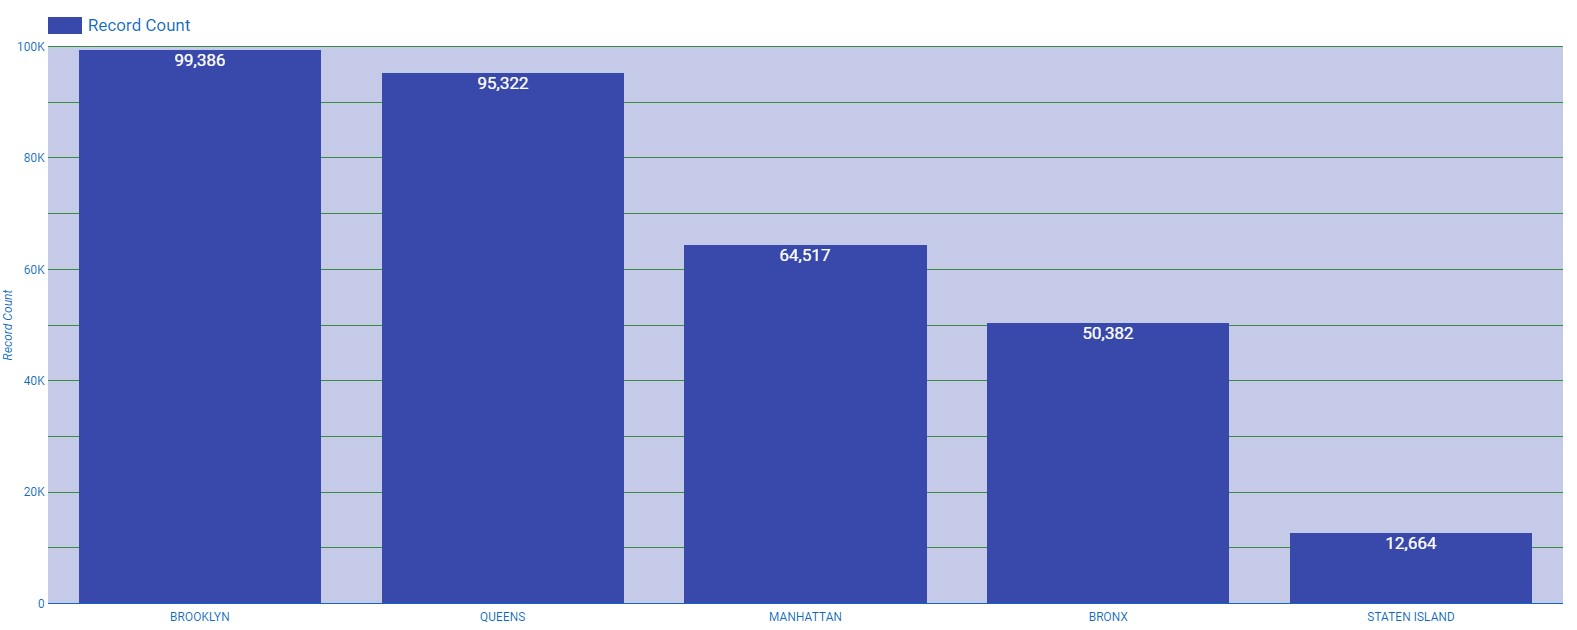 Record Count
100K
99,386
95,322
80K
64,517
60K
Record Count
50,382
40K
20K
12,664
0
BROOKLYN QUEENS MANHATTAN BRONX STATEN ISLAND